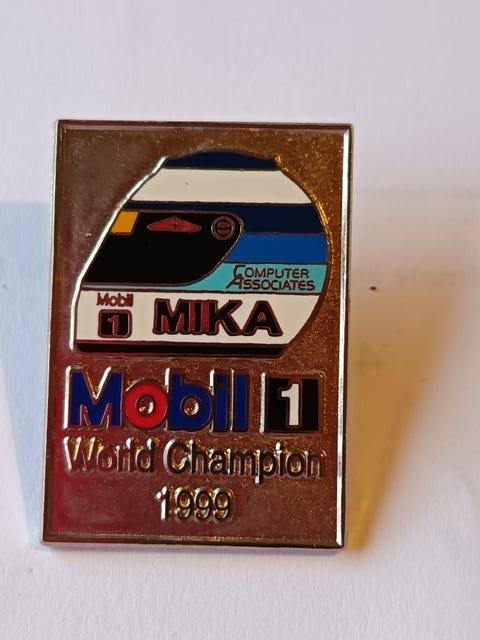 COMPUTER
ASSOCIATES
Mobil
1 MIKA
Mobil 1
World Champion
1999